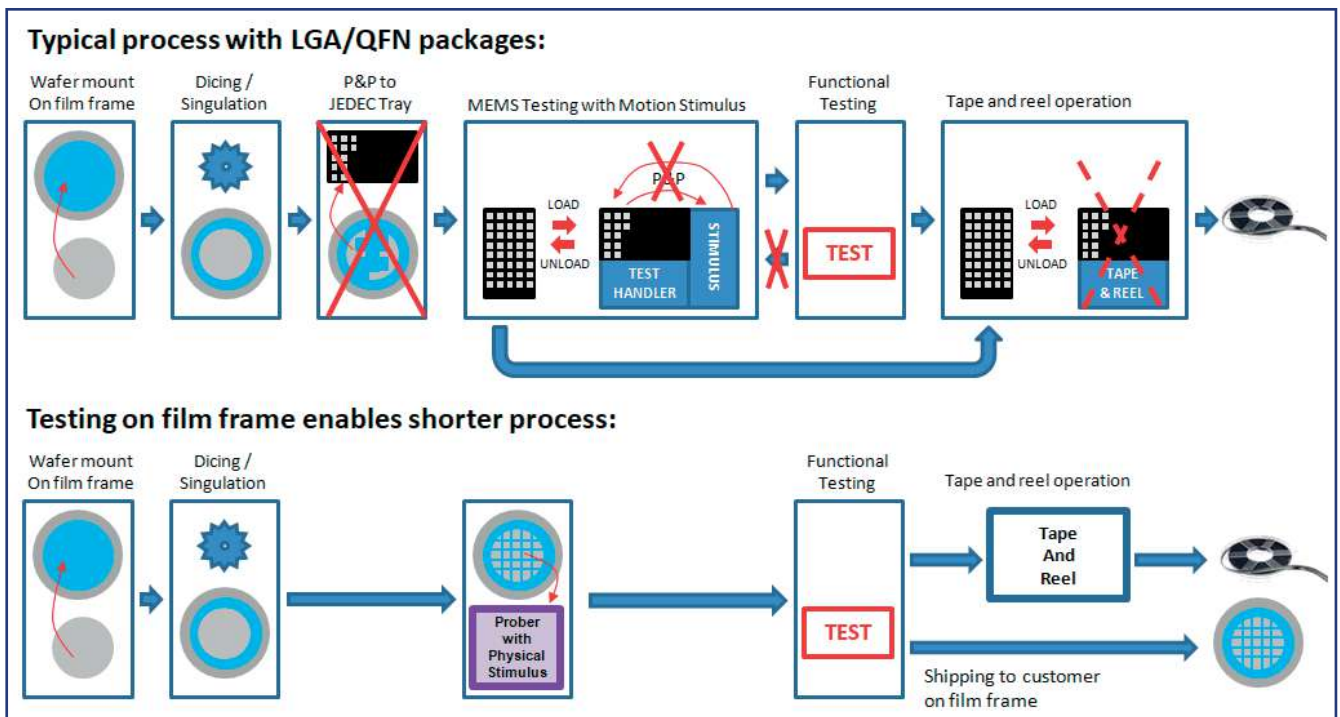 Typical process with LGA/QFN packages:
Wafer mount
On film frame
Dicing /
Singulation
P&P to
JEDEC Tray
MEMS Testing with Motion Stimulus
Functional
Testing
Tape and reel operation
P&P
LOAD
UNLOAD
TEST
HANDLER
STIMULUS
TEST
LOAD
UNLOAD
TAPE
& REEL
Testing on film frame enables shorter process:
Wafer mount
On film frame
Dicing /
Singulation
Functional
Testing
Tape and reel operation
Prober
with
Physical
Stimulus
TEST
Tape
And
Reel
Shipping to customer
on film frame